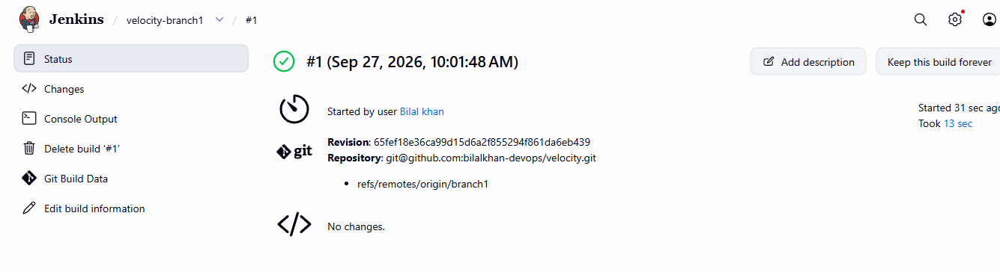 Jenkins / velocity-branch1 / #1
Status
Changes
Console Output
Delete build ‘#1’
Git Build Data
Edit build information
#1 (Sep 27, 2026, 10:01:48 AM)
Add description
Keep this build forever
Started by user Bilal khan
Started 31 sec ago
Took 13 sec
git
Revision: 65fef18e36ca99d15d6a2f855294f861da6eb439
Repository: git@github.com:bilalkhan-devops/velocity.git
• refs/remotes/origin/branch1
No changes.